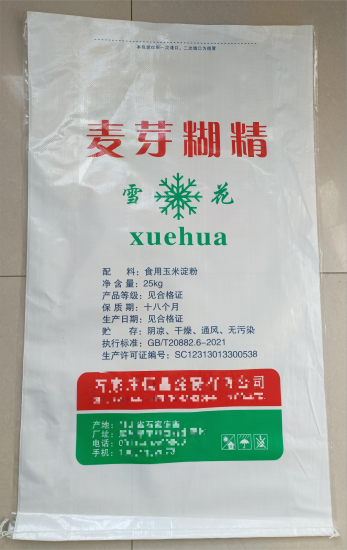 麦芽糊精
雪花
xuehua
配 料：食用玉米淀粉
净 含 量：25kg
产品等级：见合格证
保 质 期：十八个月
生产日期：见合格证
贮 存：阴凉、干燥、通风、无污染
执行标准：GB/T20882.6-2021
生产许可证编号：SC12313013300538
公司
产地：
厂址：
电话：
手机：1